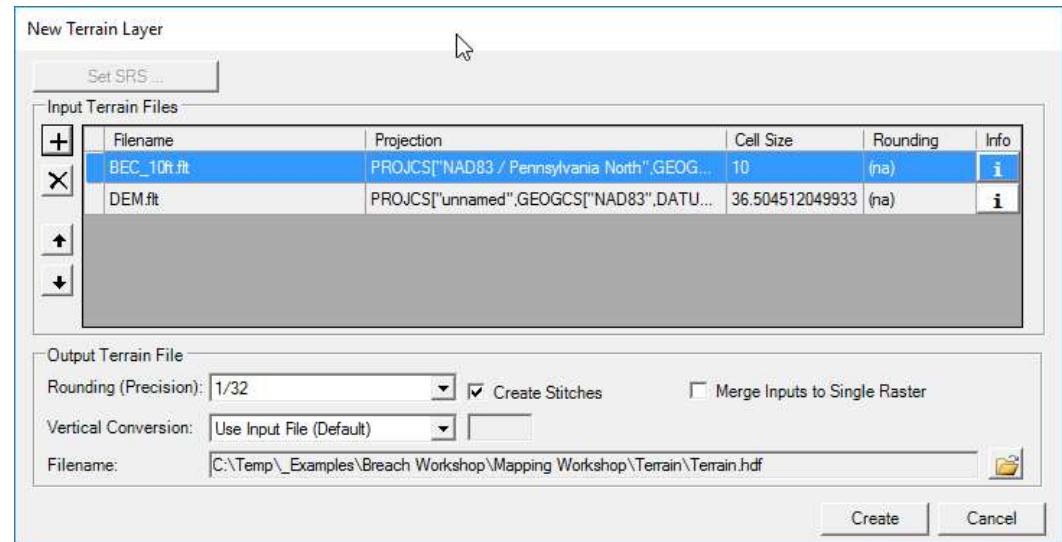 New Terrain Layer
Set SRS ...
Input Terrain Files
Filename Projection Cell Size Rounding Info
BEC_10ft.flt PROJCS["NAD83 / Pennsylvania North",GEOG... 10 (na) i
DEM.flt PROJCS["unnamed",GEOGCS["NAD83",DATU... 36.504512049933 (na) i
Output Terrain File
Rounding (Precision): 1/32 Create Stitches Merge Inputs to Single Raster
Vertical Conversion: Use Input File (Default)
Filename: C:\Temp\_Examples\Breach Workshop\Mapping Workshop\Terrain\Terrain.hdf
Create Cancel